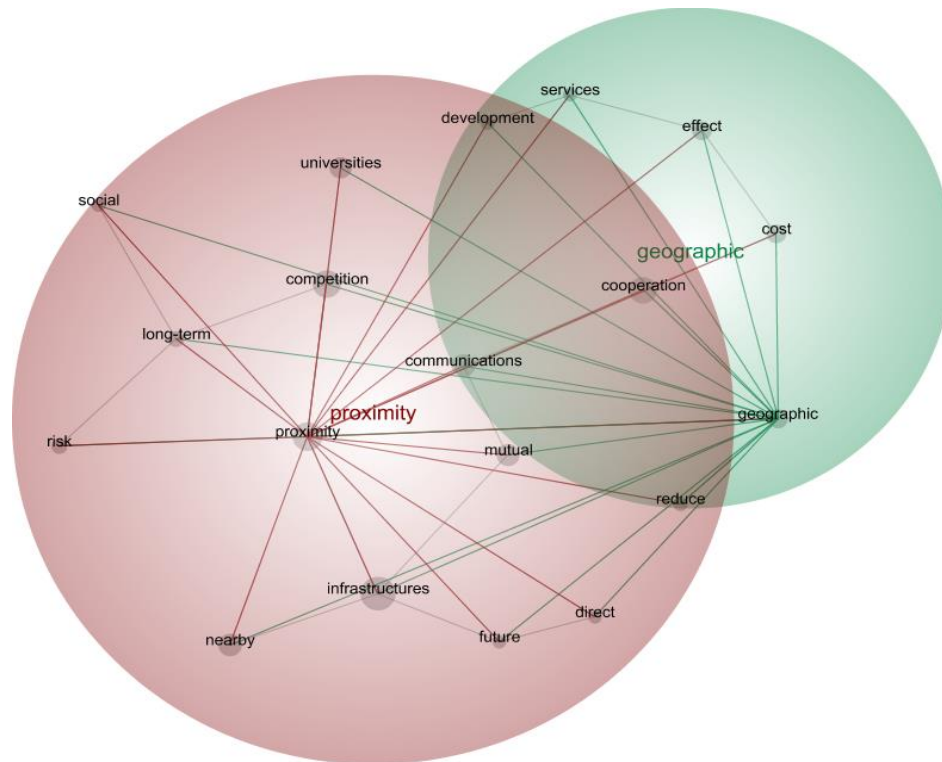 services
development
effect
universities
social
cost
geographic
competition
cooperation
long-term
communications
proximity
geographic
proximity
risk
mutual
reduce
infrastructures
direct
nearby
future